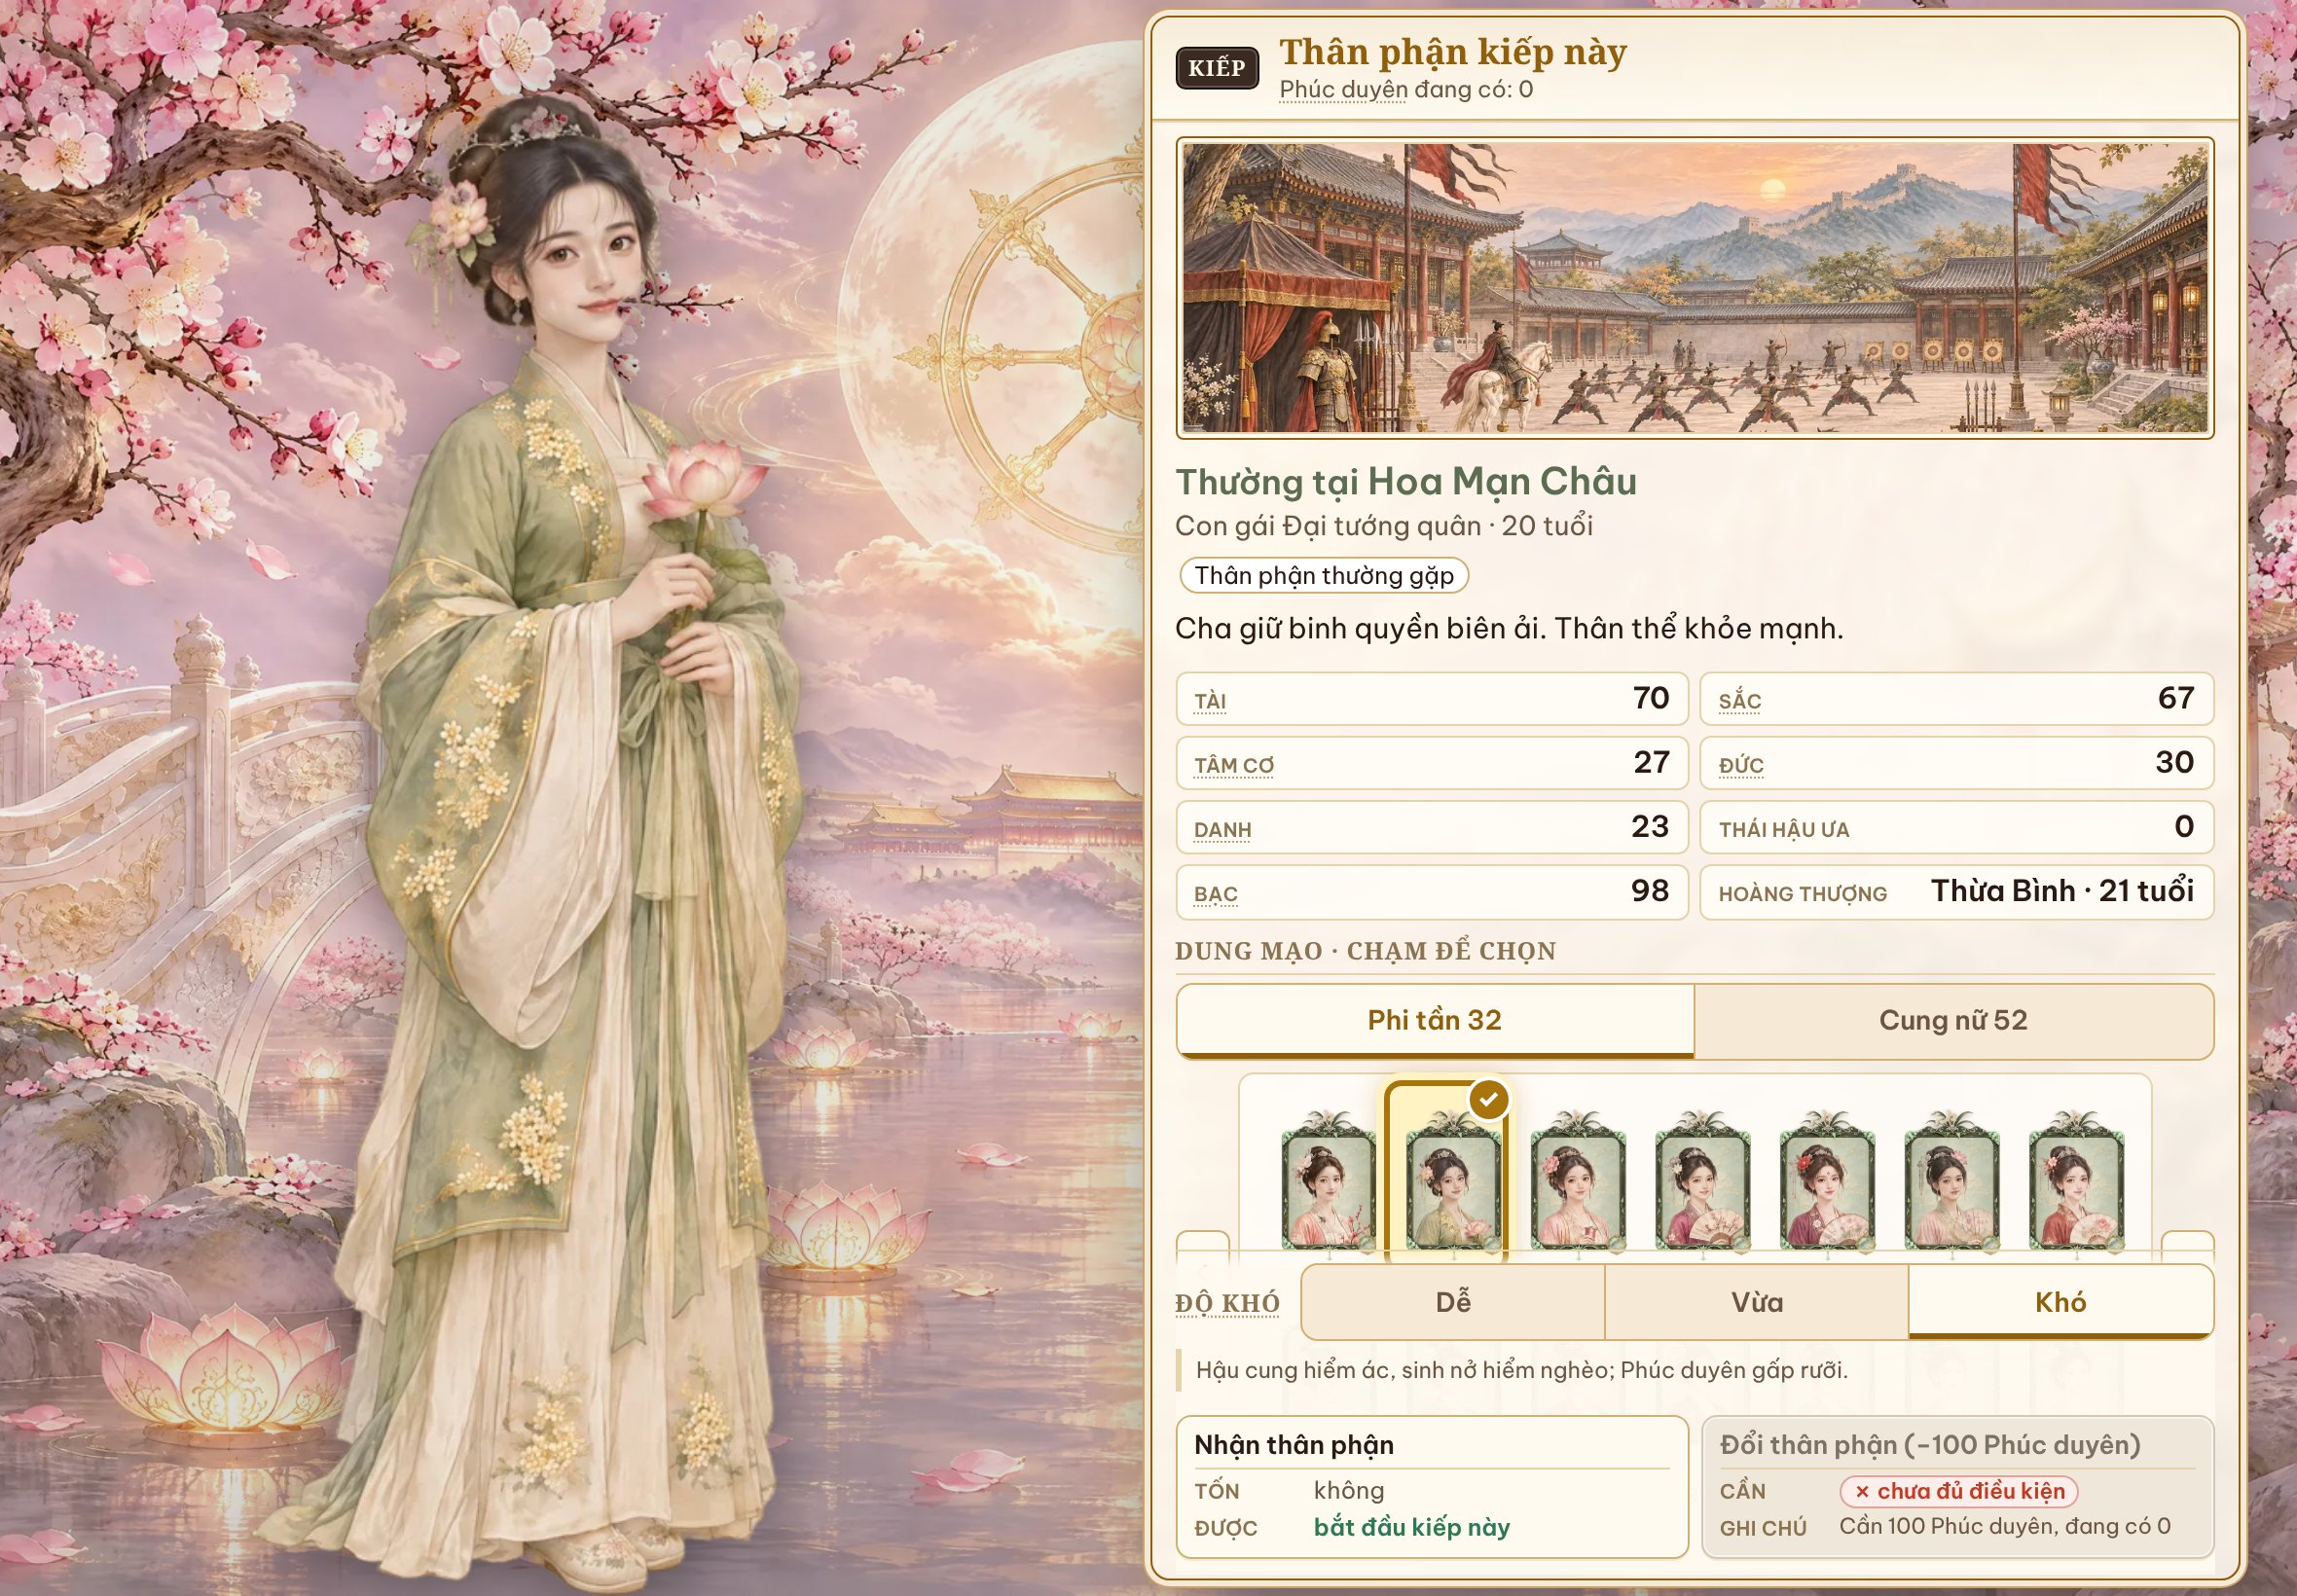 KIẾP
Thân phận kiếp này
Phúc duyên đang có: 0
Thường tại Hoa Mạn Châu
Con gái Đại tướng quân · 20 tuổi
Thân phận thường gặp
Cha giữ binh quyền biên ải. Thân thể khỏe mạnh.
TÀI 70
SẮC 67
TÂM CƠ 27
ĐỨC 30
DANH 23
THÁI HẬU ƯA 0
BẠC 98
HOÀNG THƯỢNG Thừa Bình · 21 tuổi
DUNG MẠO · CHẠM ĐỂ CHỌN
Phi tần 32
Cung nữ 52
ĐỘ KHÓ
Dễ
Vừa
Khó
Hậu cung hiểm ác, sinh nở hiểm nghèo; Phúc duyên gấp rưỡi.
Nhận thân phận
TỐN không
ĐƯỢC bắt đầu kiếp này
Đổi thân phận (−100 Phúc duyên)
CẦN × chưa đủ điều kiện
GHI CHÚ Cần 100 Phúc duyên, đang có 0